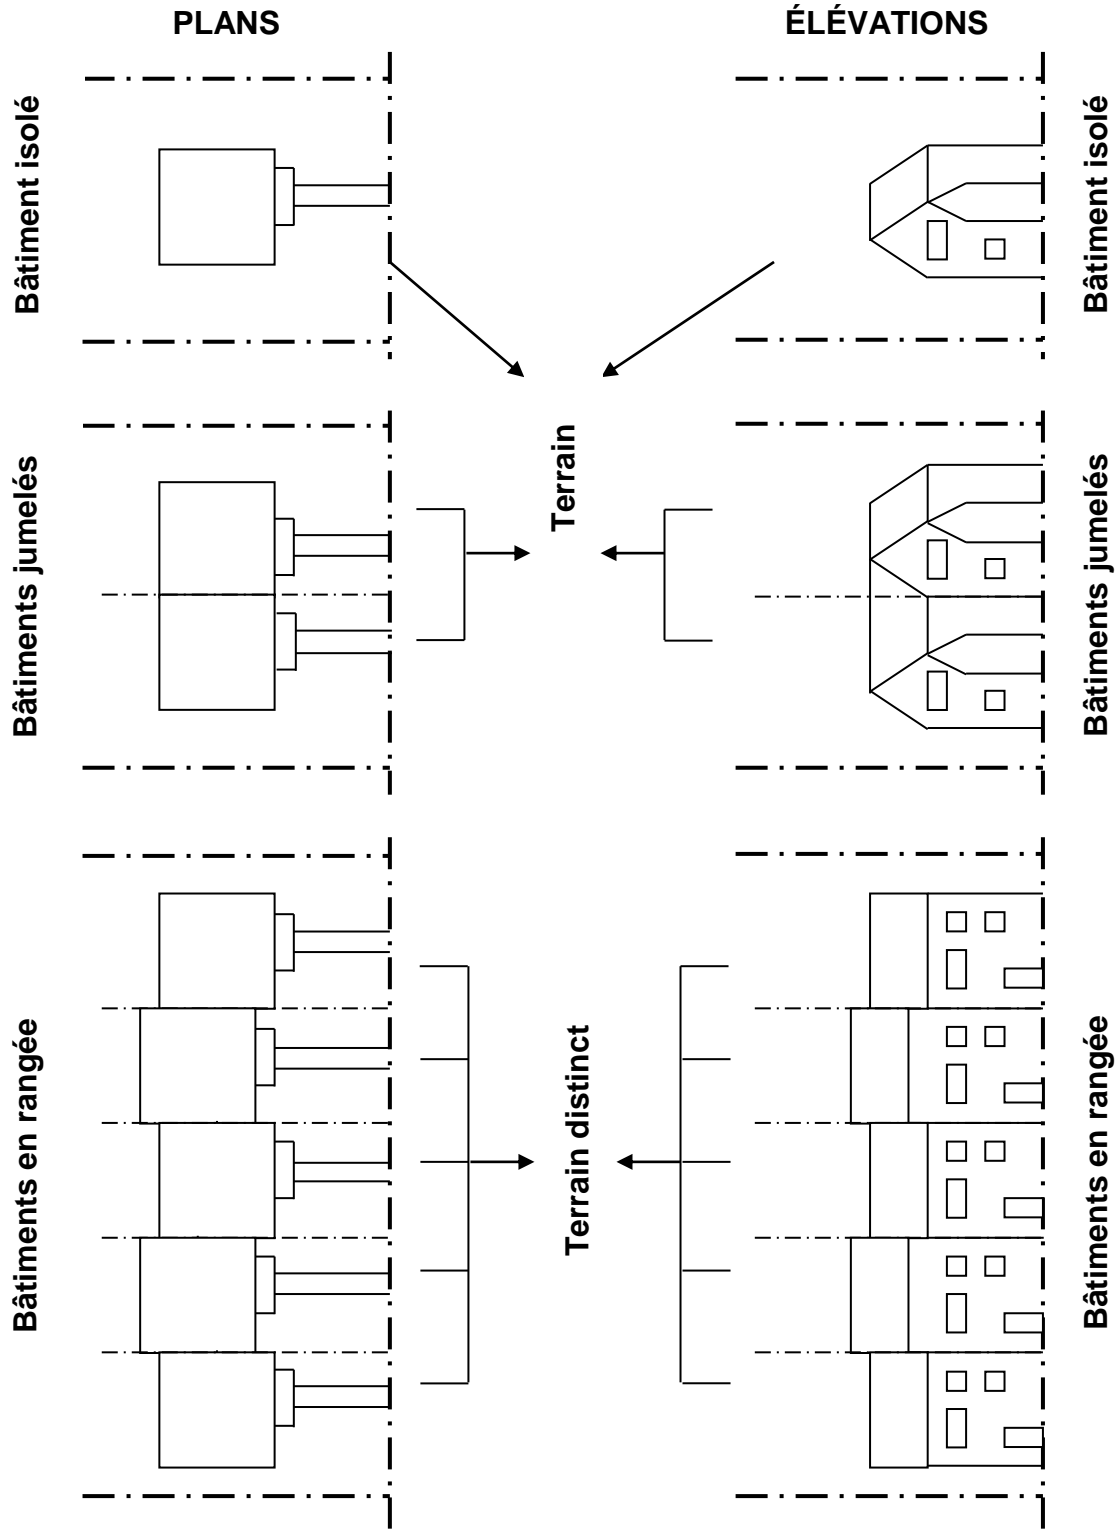 PLANS
ÉLÉVATIONS
Bâtiment isolé
Bâtiment isolé
Terrain
Bâtiments jumelés
Bâtiments jumelés
Terrain distinct
Bâtiments en rangée
Bâtiments en rangée